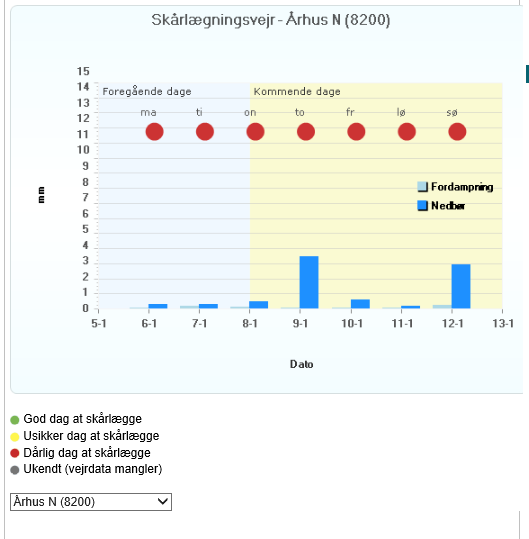 Skårlægningsvejr - Århus N (8200)
15
14
13
12
11
10
9
8
7
6
5
4
3
2
1
0
mm
Foregående dage
Kommende dage
ma ti on to fr lø sø
Fordampning
Nedbør
5-1 6-1 7-1 8-1 9-1 10-1 11-1 12-1 13-1
Dato
God dag at skårlægge
Usikker dag at skårlægge
Dårlig dag at skårlægge
Ukendt (vejrdata mangler)
Århus N (8200)